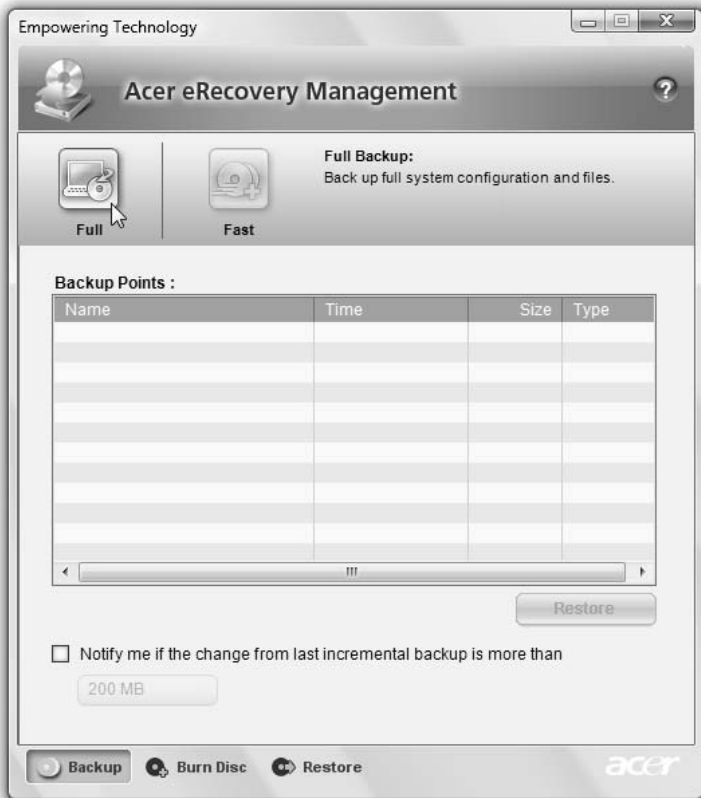 Empowering Technology
Acer eRecovery Management
?
Full Backup:
Back up full system configuration and files.
Full
Fast
Backup Points :
Name Time Size Type
Restore
Notify me if the change from last incremental backup is more than
200 MB
Backup Burn Disc Restore
acer